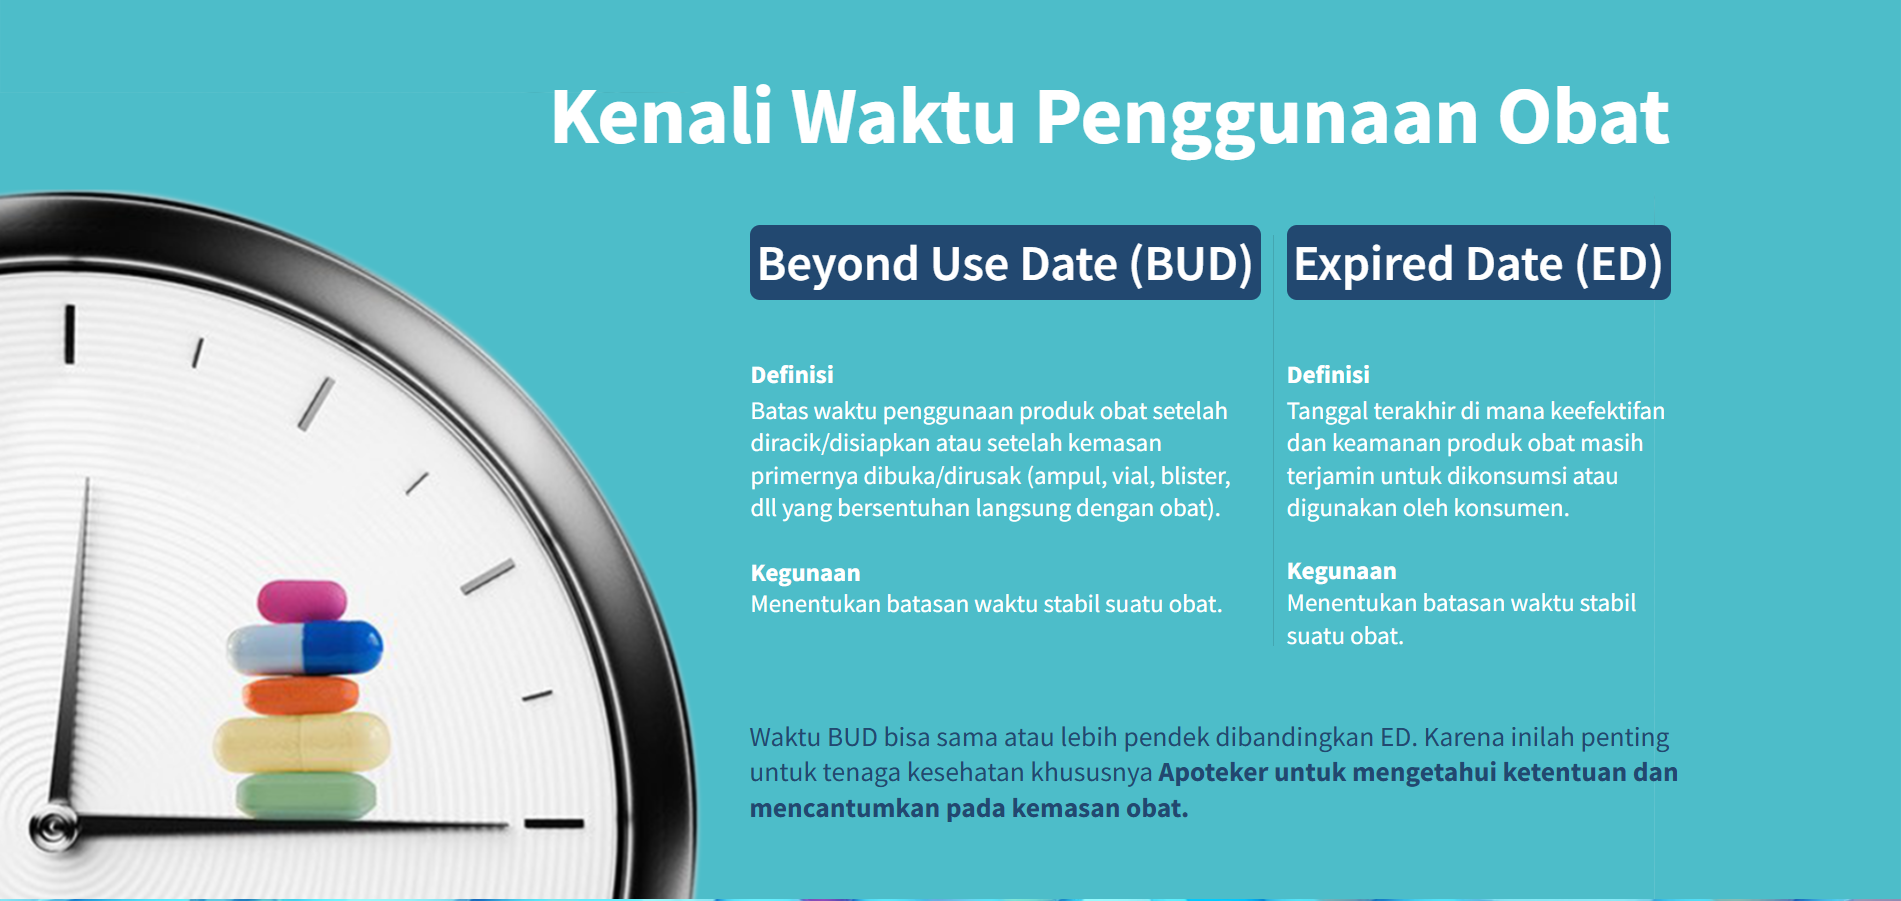 Kenali Waktu Penggunaan Obat
Beyond Use Date (BUD)
Definisi
Batas waktu penggunaan produk obat setelah
diracik/disiapkan atau setelah kemasan
primernya dibuka/dirusak (ampul, vial, blister,
dll yang bersentuhan langsung dengan obat).
Kegunaan
Menentukan batasan waktu stabil suatu obat.
Expired Date (ED)
Definisi
Tanggal terakhir di mana keefektifan
dan keamanan produk obat masih
terjamin untuk dikonsumsi atau
digunakan oleh konsumen.
Kegunaan
Menentukan batasan waktu stabil
suatu obat.
Waktu BUD bisa sama atau lebih pendek dibandingkan ED. Karena inilah penting
untuk tenaga kesehatan khususnya Apoteker untuk mengetahui ketentuan dan
mencantumkan pada kemasan obat.